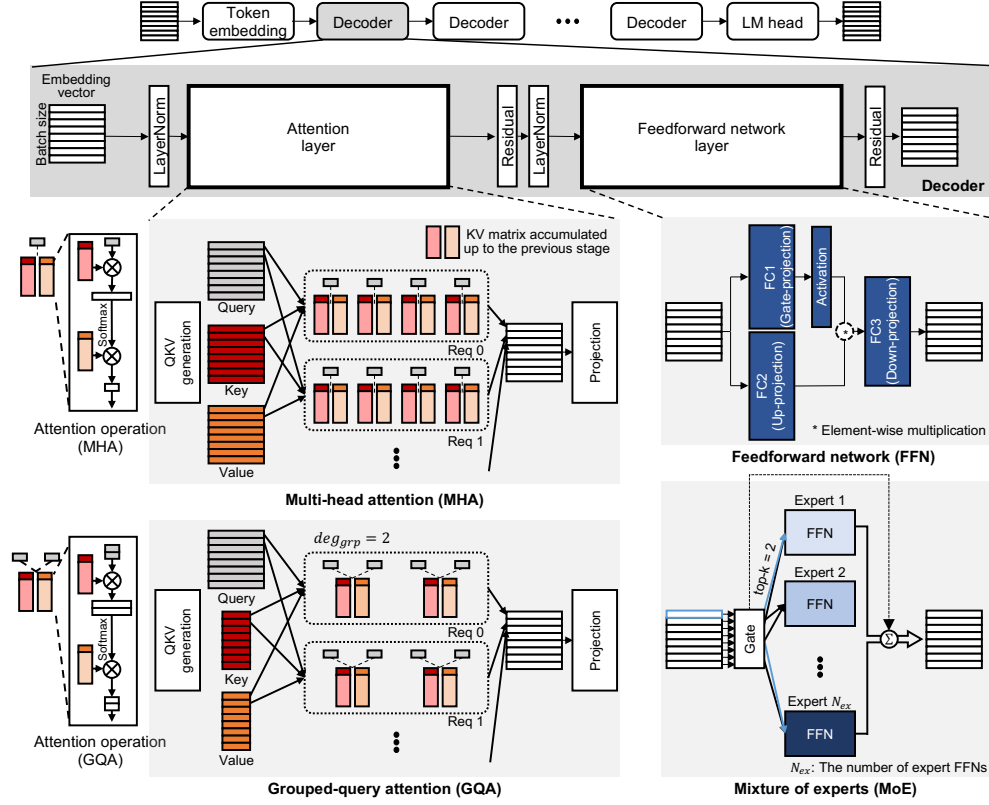 Token
embedding
Decoder
Decoder
Decoder
LM head
Embedding
vector
Batch size
LayerNorm
Attention
layer
Residual
LayerNorm
Feedforward network
layer
Residual
Decoder
Softmax
Attention operation
(MHA)
QKV
generation
Query
Key
Value
KV matrix accumulated
up to the previous stage
Req 0
Req 1
Projection
Multi-head attention (MHA)
FC1
(Gate-projection)
Activation
FC2
(Up-projection)
*
FC3
(Down-projection)
* Element-wise multiplication
Feedforward network (FFN)
Softmax
Attention operation
(GQA)
QKV
generation
Query
Key
Value
deg_grp = 2
Req 0
Req 1
Projection
Grouped-query attention (GQA)
Gate
top-k = 2
Expert 1
FFN
Expert 2
FFN
Expert N_ex
FFN
Σ
N_ex: The number of expert FFNs
Mixture of experts (MoE)